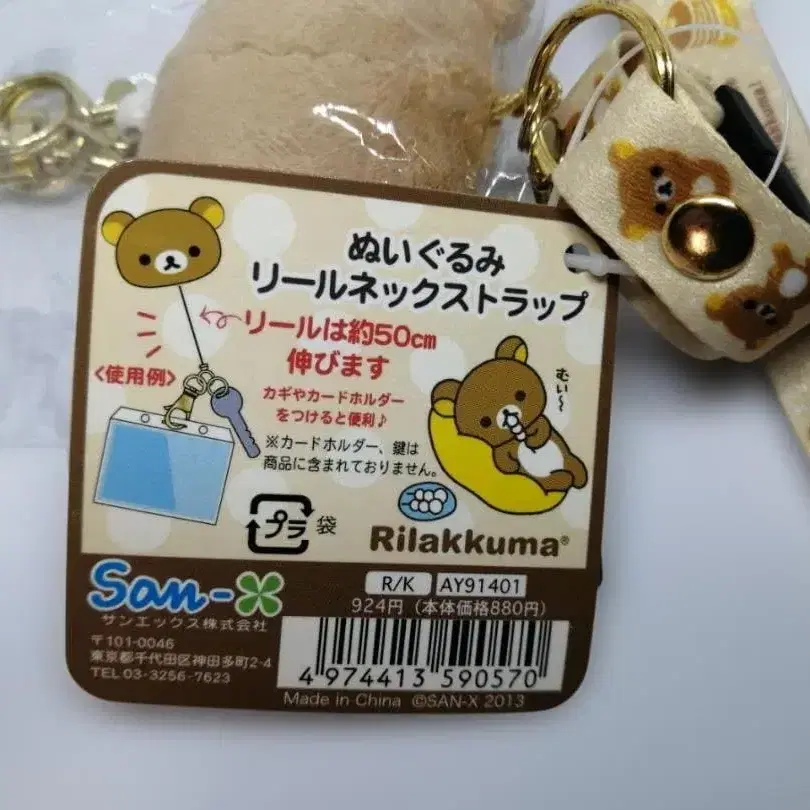 ぬいぐるみ
リールネックストラップ
リールは約50cm
伸びます
<使用例>
カギやカードホルダー
をつけると便利♪
※カードホルダー、鍵は
商品に含まれておりません。
むぃ〜
プラ 袋
Rilakkuma®
San-X
サンエックス株式会社
〒101-0046
東京都千代田区神田多町2-4
TEL 03-3256-7623
R/K AY91401
924円（本体価格880円）
4 974413 590570
Made in China ©SAN-X 2013